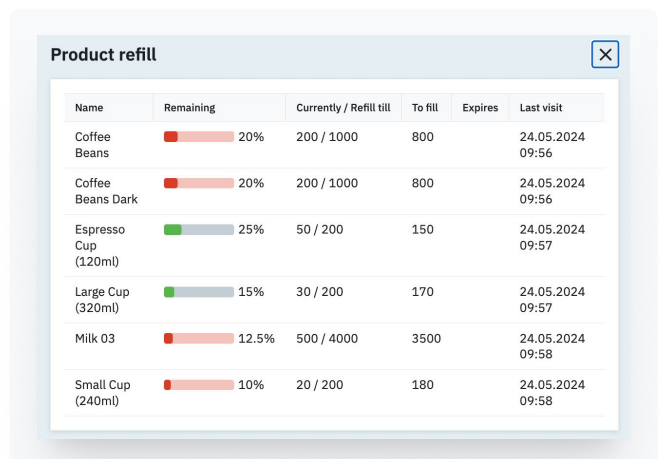 Product refill
Name Remaining Currently / Refill till To fill Expires Last visit
Coffee 20% 200 / 1000 800 24.05.2024
Beans 09:56
Coffee 20% 200 / 1000 800 24.05.2024
Beans Dark 09:56
Espresso 25% 50 / 200 150 24.05.2024
Cup 09:57
(120ml)
Large Cup 15% 30 / 200 170 24.05.2024
(320ml) 09:57
Milk 03 12.5% 500 / 4000 3500 24.05.2024
09:58
Small Cup 10% 20 / 200 180 24.05.2024
(240ml) 09:58